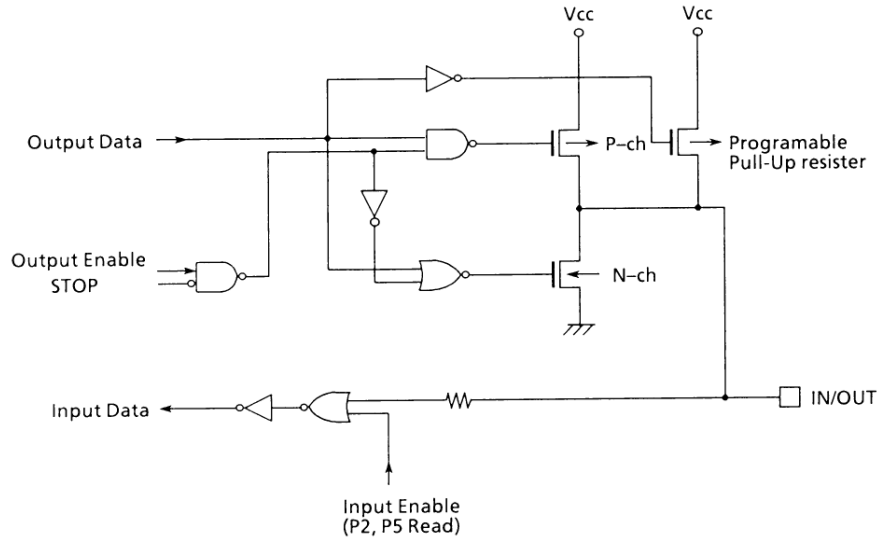 Vcc
Vcc
Output Data
P–ch
Programable
Pull-Up resister
Output Enable
STOP
N–ch
Input Data
IN/OUT
Input Enable
(P2, P5 Read)